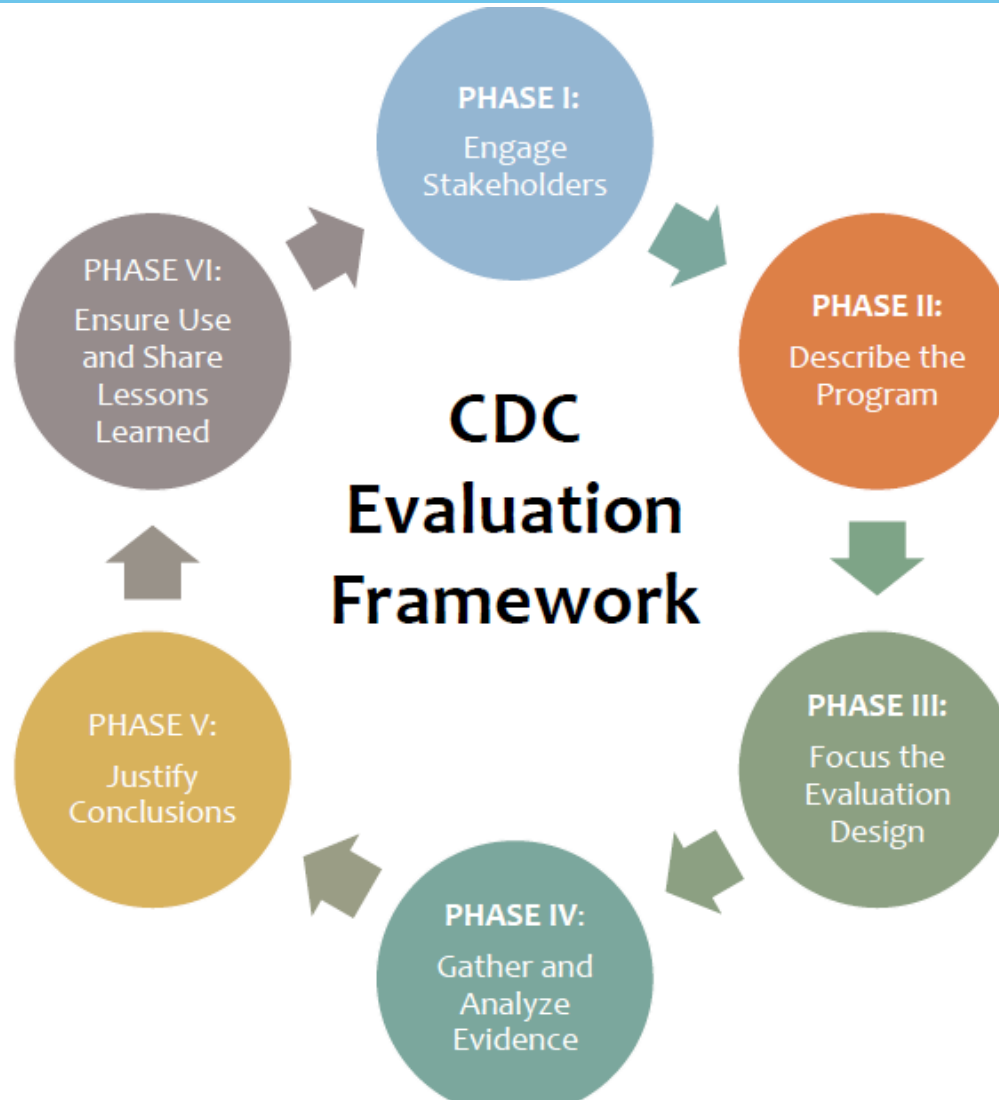 PHASE I:
Engage
Stakeholders
PHASE II:
Describe the
Program
PHASE III:
Focus the
Evaluation
Design
PHASE IV:
Gather and
Analyze
Evidence
PHASE V:
Justify
Conclusions
PHASE VI:
Ensure Use
and Share
Lessons
Learned
CDC
Evaluation
Framework